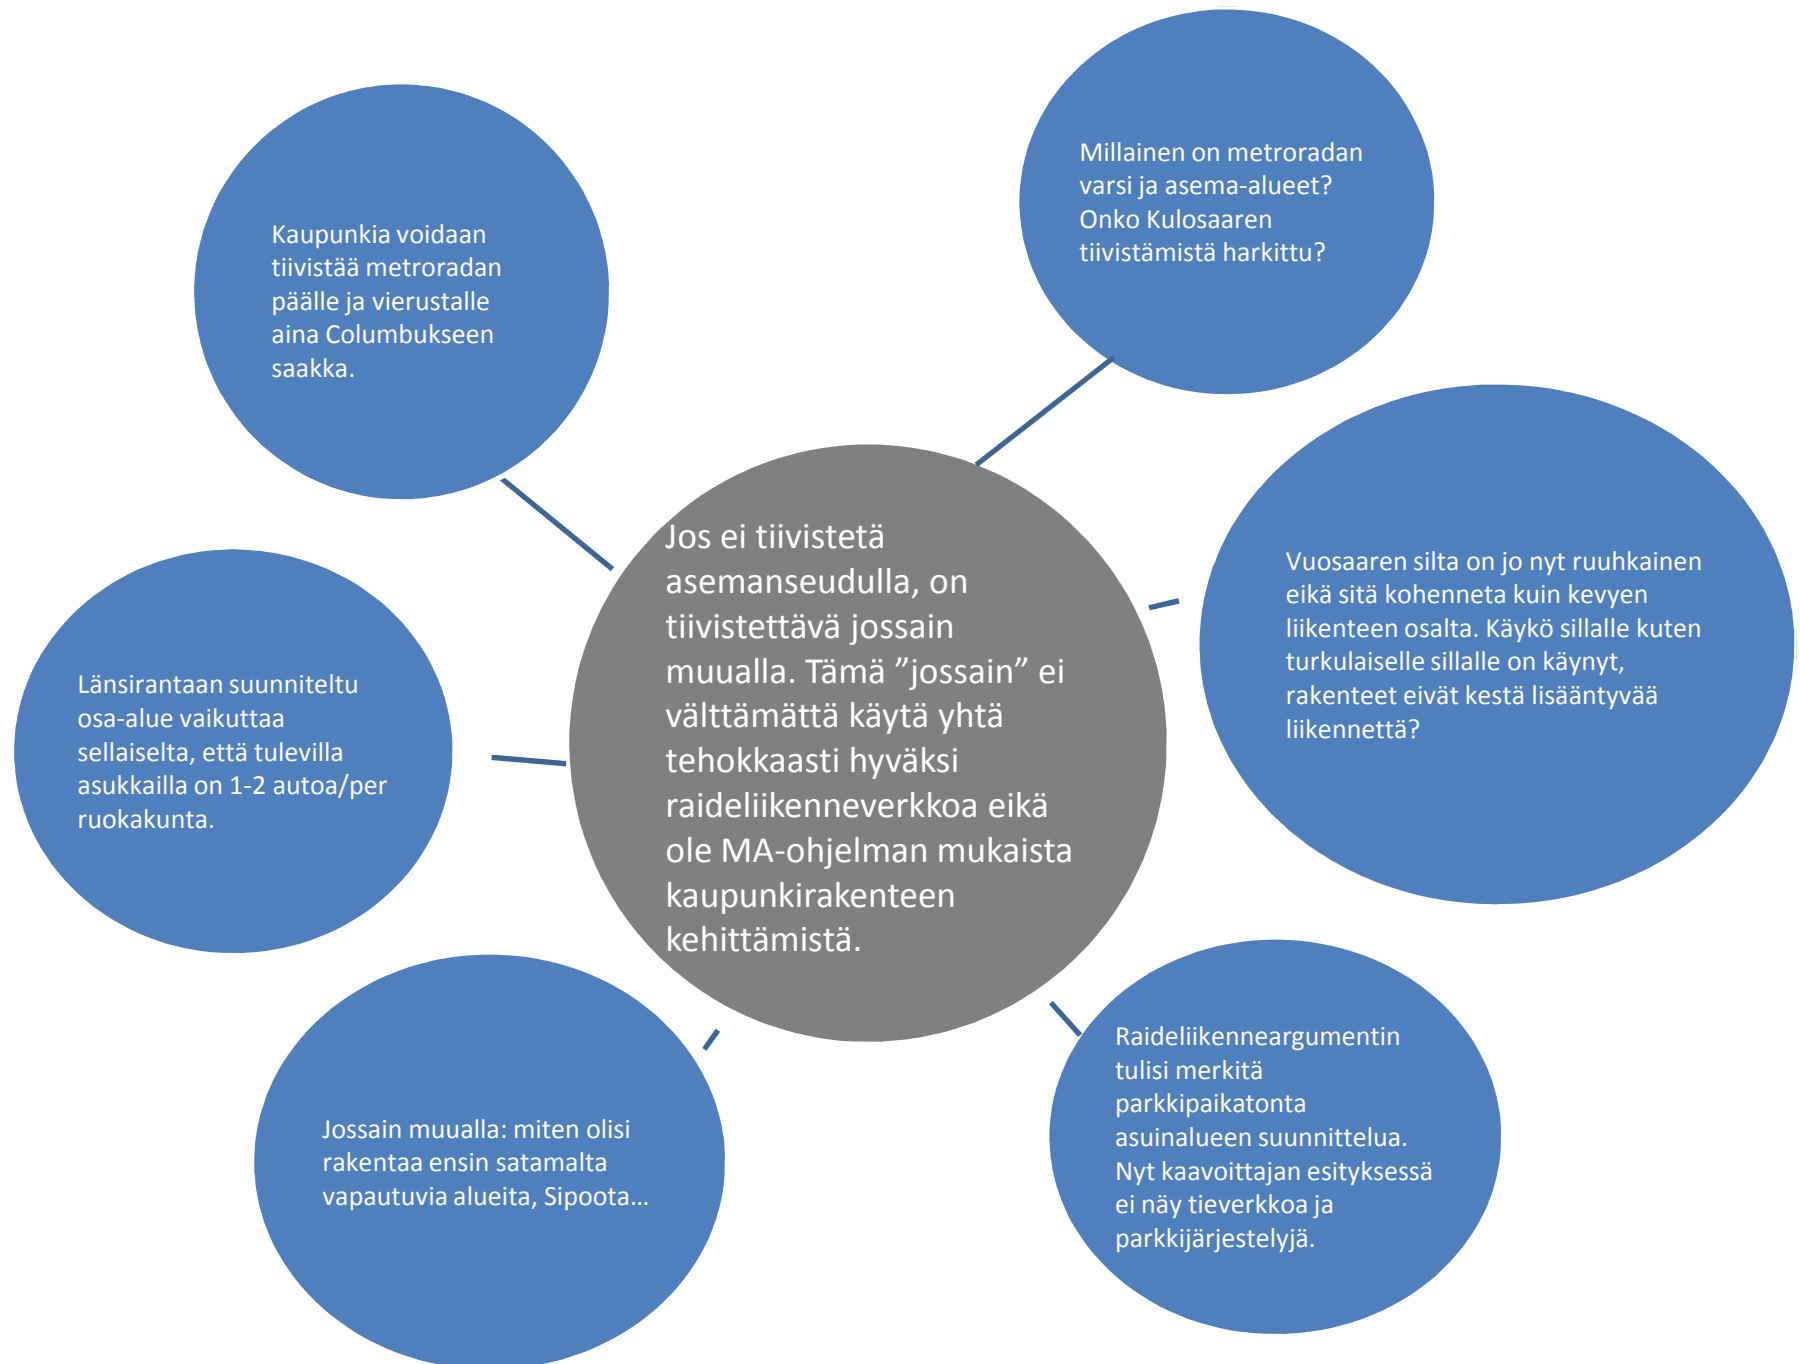 Kaupunkia voidaan
tiivistää metroradan
päälle ja vierustalle
aina Columbukseen
saakka.
Millainen on metroradan
varsi ja asema-alueet?
Onko Kulosaaren
tiivistämistä harkittu?
Jos ei tiivistetä
asemanseudulla, on
tiivistettävä jossain
muualla. Tämä ”jossain” ei
välttämättä käytä yhtä
tehokkaasti hyväksi
raideliikenneverkkoa eikä
ole MA-ohjelman mukaista
kaupunkirakenteen
kehittämistä.
Vuosaaren silta on jo nyt ruuhkainen
eikä sitä kohenneta kuin kevyen
liikenteen osalta. Käykö sillalle kuten
turkulaiselle sillalle on käynyt,
rakenteet eivät kestä lisääntyvää
liikennettä?
Länsirantaan suunniteltu
osa-alue vaikuttaa
sellaiselta, että tulevilla
asukkailla on 1-2 autoa/per
ruokakunta.
Jossain muualla: miten olisi
rakentaa ensin satamalta
vapautuvia alueita, Sipoota…
Raideliikenneargumentin
tulisi merkitä
parkkipaikatonta
asuinalueen suunnittelua.
Nyt kaavoittajan esityksessä
ei näy tieverkkoa ja
parkkijärjestelyjä.